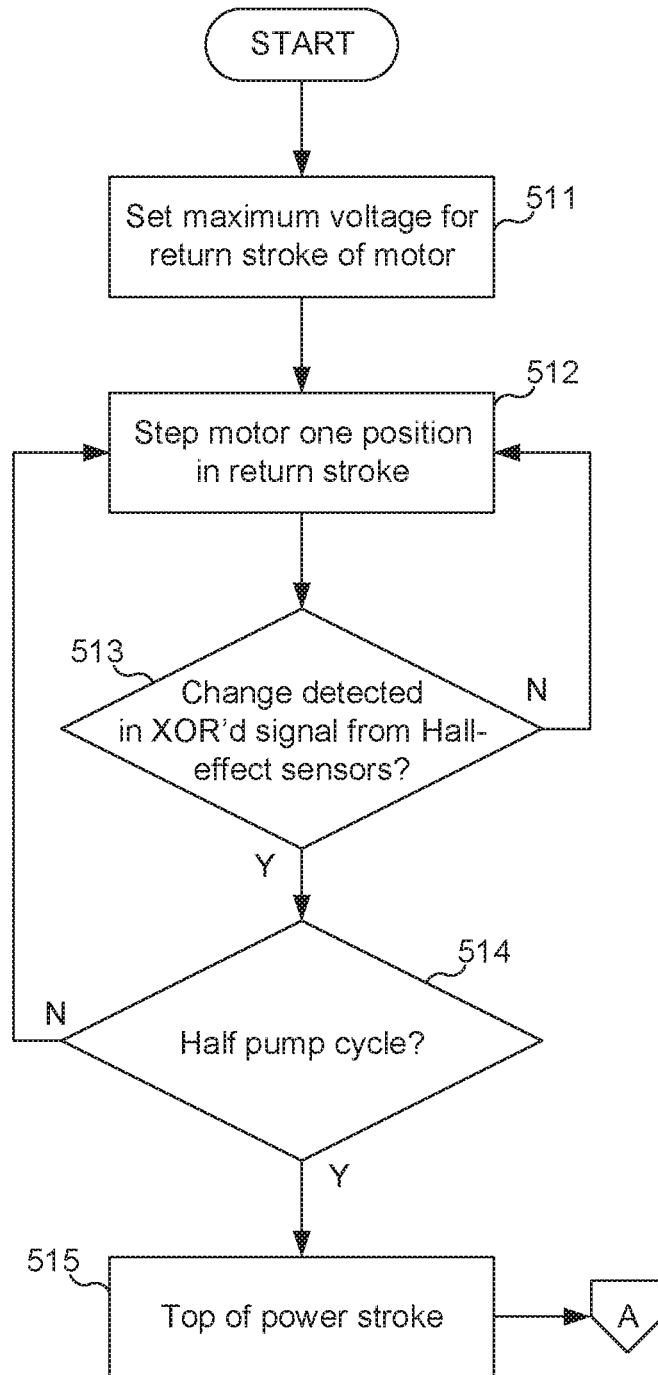 START
Set maximum voltage for
return stroke of motor
511
Step motor one position
in return stroke
512
513
Change detected
in XOR'd signal from Hall-
effect sensors?
N
Y
514
Half pump cycle?
N
Y
515
Top of power stroke
A